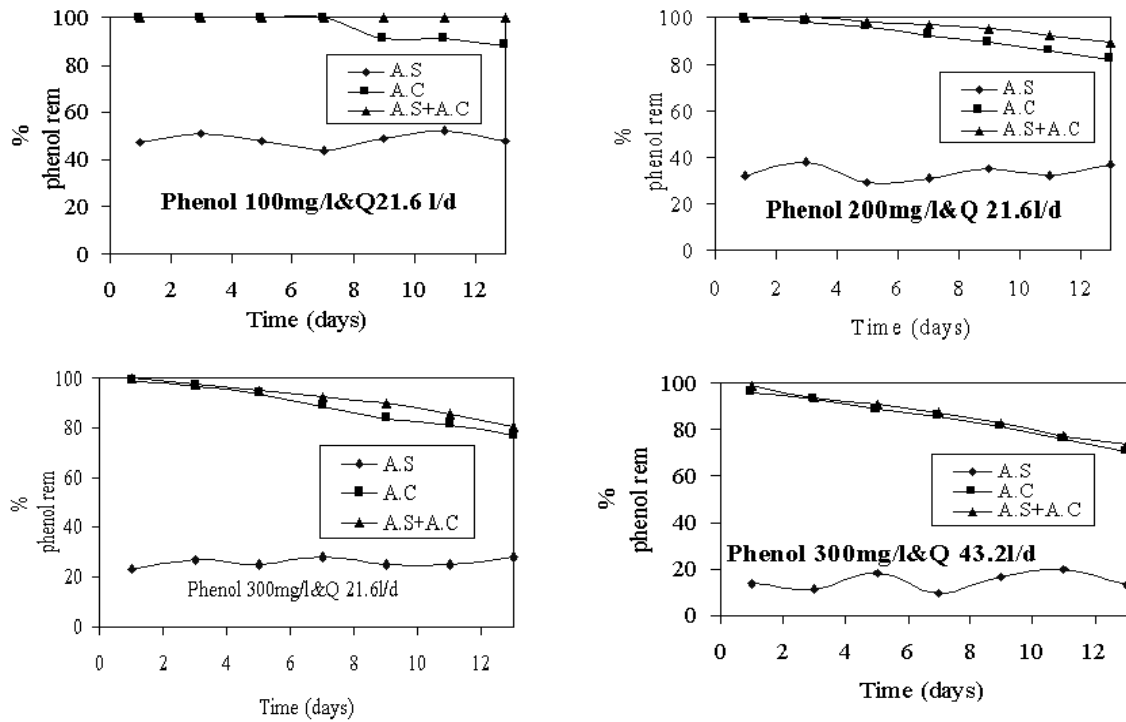 100
80
60
40
20
0
%
phenol rem
A.S
A.C
A.S+A.C
Phenol 100mg/l&Q21.6 l/d
0 2 4 6 8 10 12
Time (days)
100
80
60
40
20
0
%
phenol rem
A.S
A.C
A.S+A.C
Phenol 200mg/l&Q 21.6l/d
0 2 4 6 8 10 12
Time (days)
100
80
60
40
20
0
%
phenol rem
A.S
A.C
A.S+A.C
Phenol 300mg/l&Q 21.6l/d
0 2 4 6 8 10 12
Time (days)
100
80
60
40
20
0
%
phenol rem
A.S
A.C
A.S+A.C
Phenol 300mg/l&Q 43.2l/d
0 2 4 6 8 10 12
Time (days)